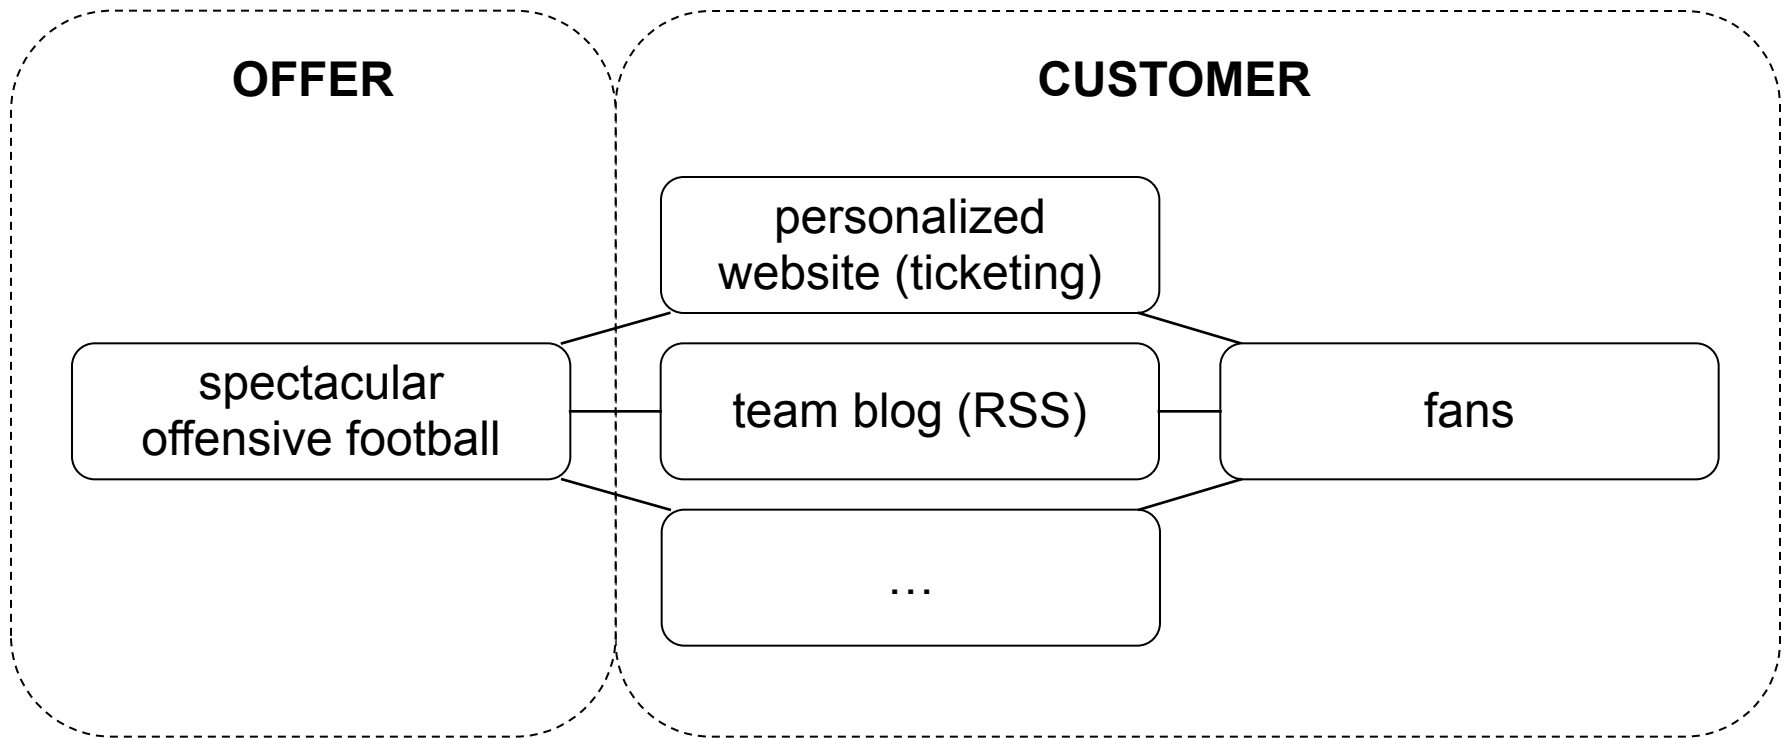 OFFER
CUSTOMER
personalized
website (ticketing)
spectacular
offensive football
team blog (RSS)
fans
…